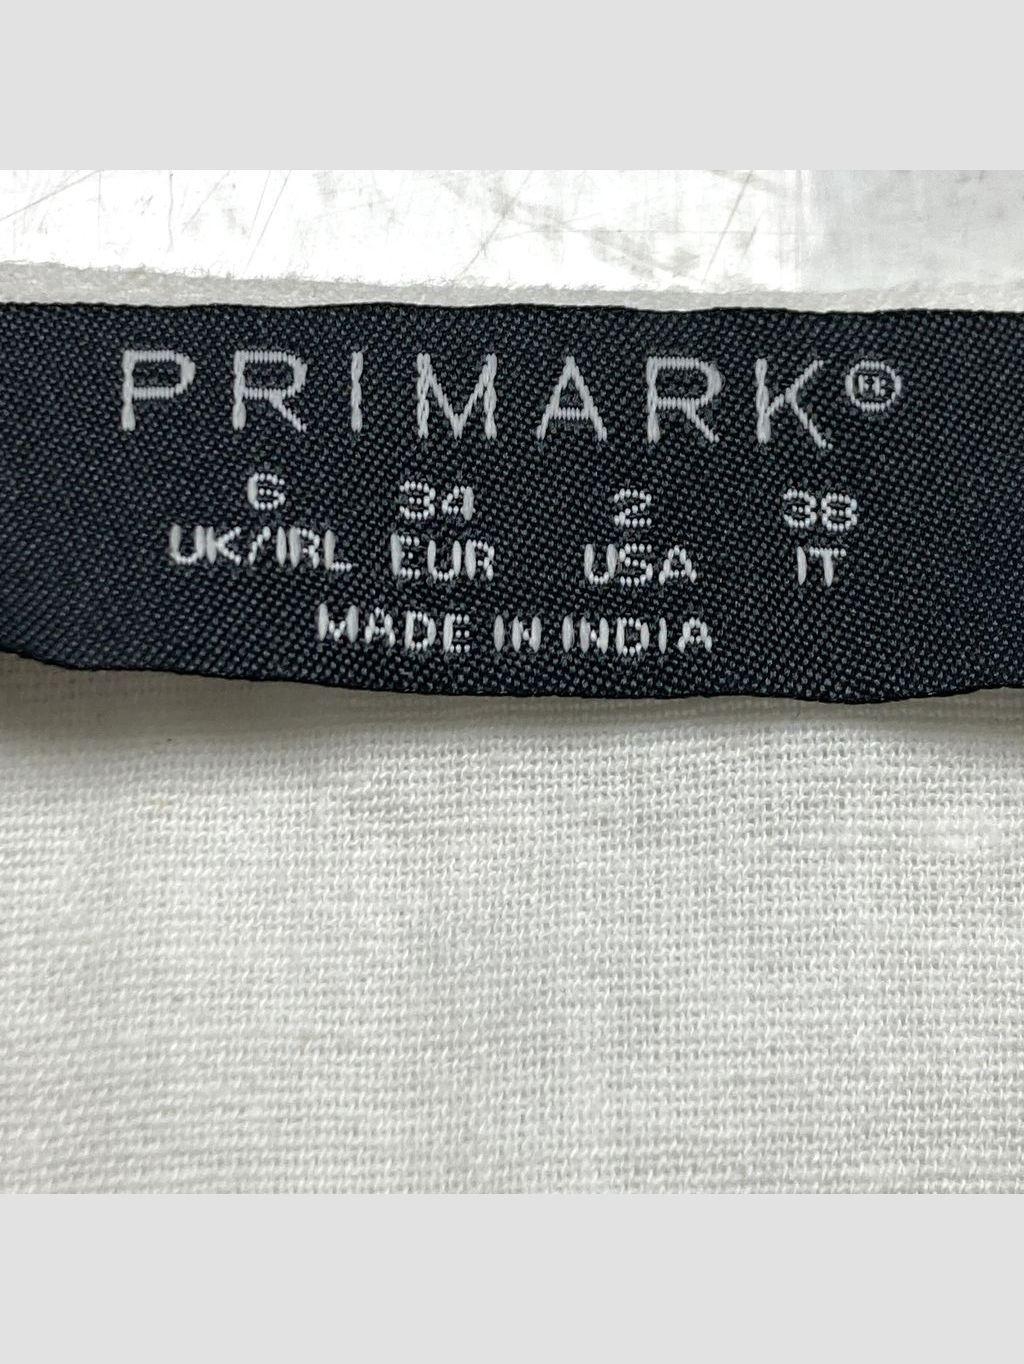 PRIMARK®
6 34 2 38
UK/IRL EUR USA IT
MADE IN INDIA